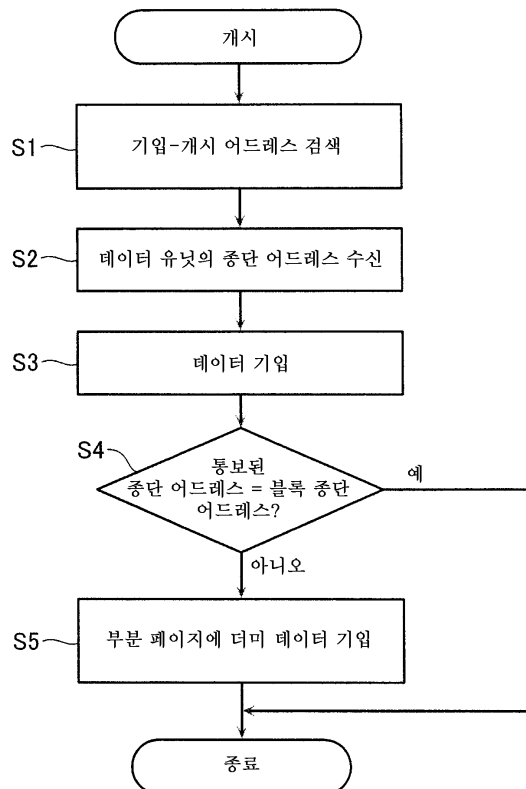 개시
S1
기입-개시 어드레스 검색
S2
데이터 유닛의 종단 어드레스 수신
S3
데이터 기입
S4
통보된
종단 어드레스 = 블록 종단
어드레스?
예
아니오
S5
부분 페이지에 더미 데이터 기입
종료